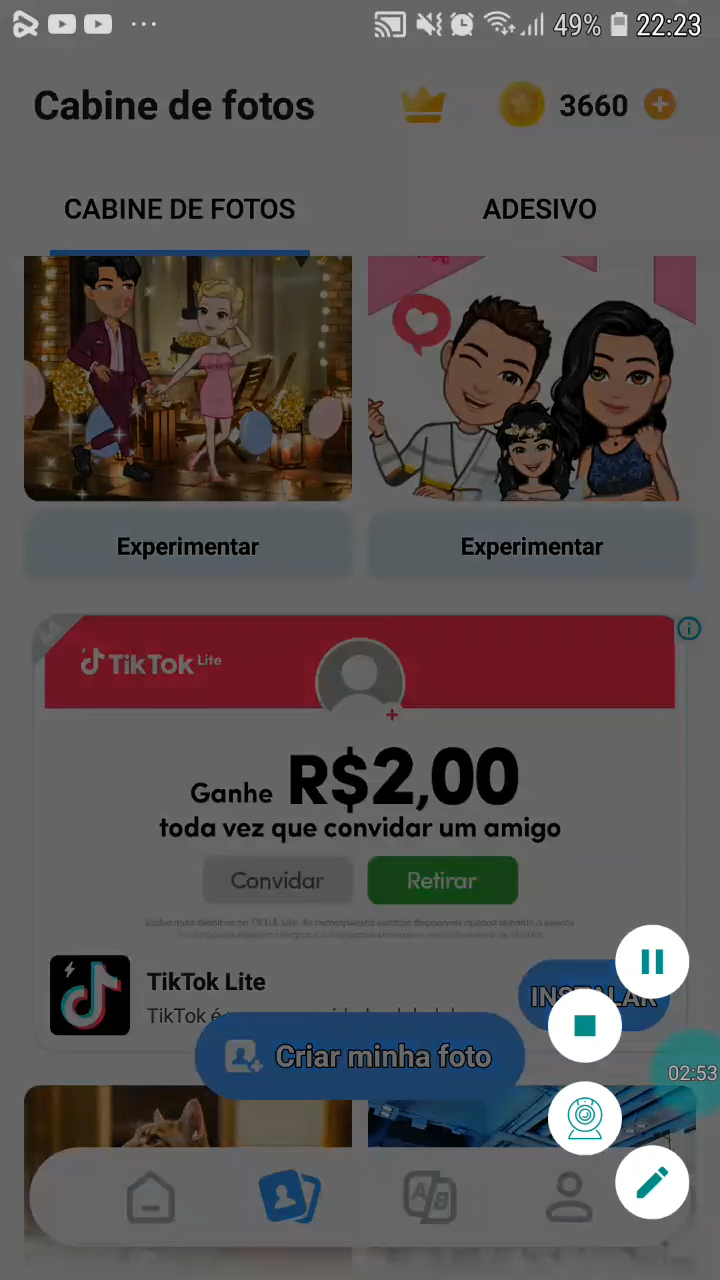 49% 22:23
Cabine de fotos
3660
CABINE DE FOTOS
ADESIVO
Experimentar
Experimentar
TikTok Lite
Ganhe R$2,00
toda vez que convidar um amigo
Convidar
Retirar
TikTok Lite
INSTALAR
TikTok é
Criar minha foto
02:53
A B